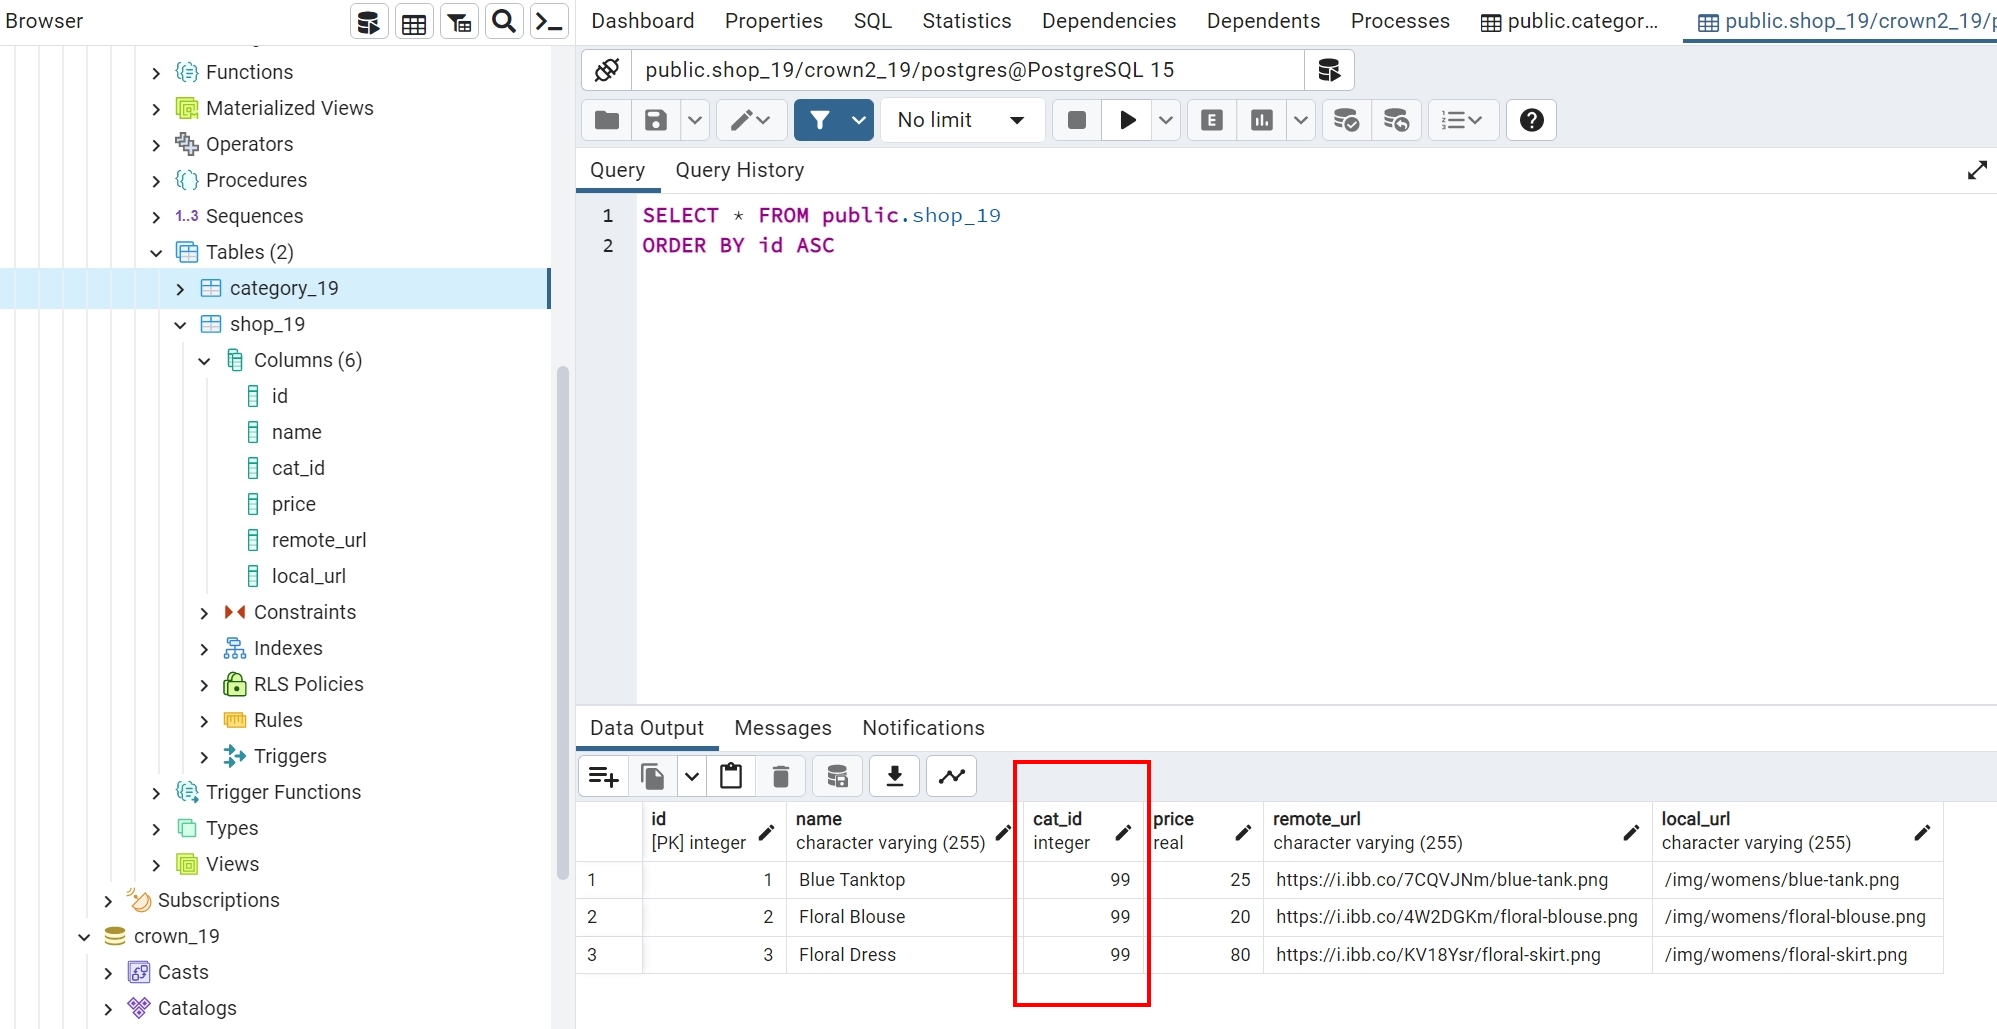 Browser
Functions
Materialized Views
Operators
Procedures
1..3 Sequences
Tables (2)
category_19
shop_19
Columns (6)
id
name
cat_id
price
remote_url
local_url
Constraints
Indexes
RLS Policies
Rules
Triggers
Trigger Functions
Types
Views
Subscriptions
crown_19
Casts
Catalogs
Dashboard Properties SQL Statistics Dependencies Dependents Processes public.categor... public.shop_19/crown2_19/
public.shop_19/crown2_19/postgres@PostgreSQL 15
No limit E ?
Query Query History
1 SELECT * FROM public.shop_19
2 ORDER BY id ASC
Data Output Messages Notifications
id name cat_id price remote_url local_url
[PK] integer character varying (255) integer real character varying (255) character varying (255)
1 1 Blue Tanktop 99 25 https://i.ibb.co/7CQVJNm/blue-tank.png /img/womens/blue-tank.png
2 2 Floral Blouse 99 20 https://i.ibb.co/4W2DGKm/floral-blouse.png /img/womens/floral-blouse.png
3 3 Floral Dress 99 80 https://i.ibb.co/KV18Ysr/floral-skirt.png /img/womens/floral-skirt.png